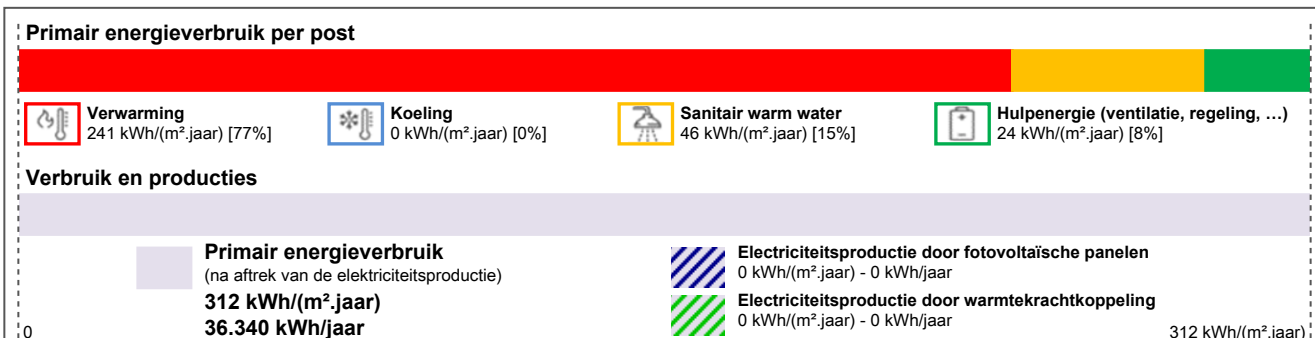 Primair energieverbruik per post
Verwarming
241 kWh/(m².jaar) [77%]
Koeling
0 kWh/(m².jaar) [0%]
Sanitair warm water
46 kWh/(m².jaar) [15%]
Hulpenergie (ventilatie, regeling, …)
24 kWh/(m².jaar) [8%]
Verbruik en producties
Primair energieverbruik
(na aftrek van de elektriciteitsproductie)
312 kWh/(m².jaar)
36.340 kWh/jaar
Electriciteitsproductie door fotovoltaïsche panelen
0 kWh/(m².jaar) - 0 kWh/jaar
Electriciteitsproductie door warmtekrachtkoppeling
0 kWh/(m².jaar) - 0 kWh/jaar
0
312 kWh/(m².jaar)